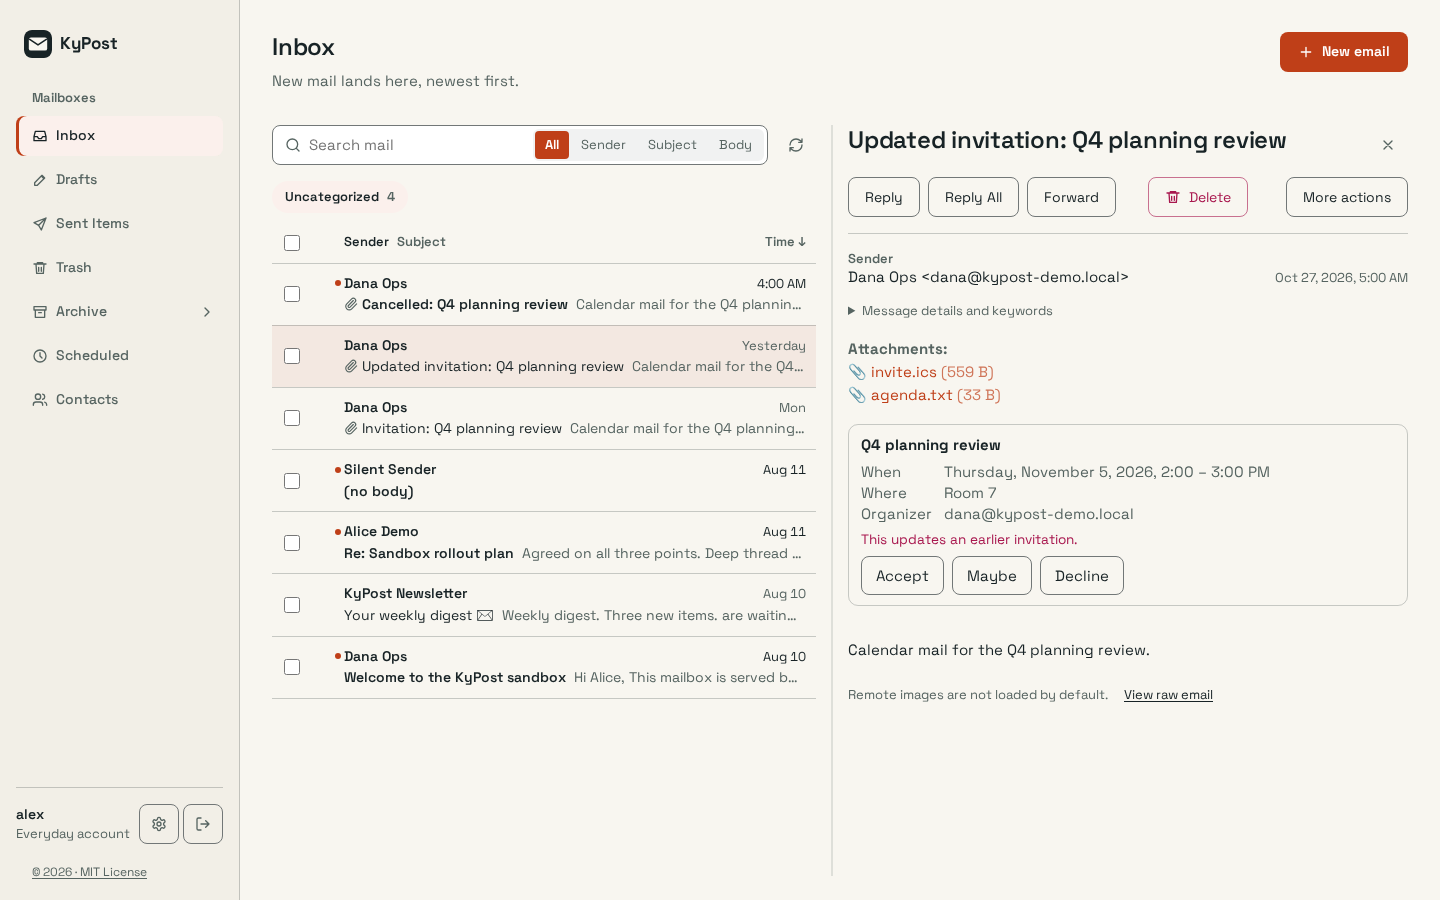 KyPost
Mailboxes
Inbox
Drafts
Sent Items
Trash
Archive
Scheduled
Contacts
alex
Everyday account
© 2026 · MIT License
Inbox
New mail lands here, newest first.
New email
Search mail
All Sender Subject Body
Uncategorized 4
Sender Subject Time ↓
Dana Ops 4:00 AM
Cancelled: Q4 planning review Calendar mail for the Q4 plannin...
Dana Ops Yesterday
Updated invitation: Q4 planning review Calendar mail for the Q4...
Dana Ops Mon
Invitation: Q4 planning review Calendar mail for the Q4 planning...
Silent Sender Aug 11
(no body)
Alice Demo Aug 11
Re: Sandbox rollout plan Agreed on all three points. Deep thread ...
KyPost Newsletter Aug 10
Your weekly digest ✉ Weekly digest. Three new items. are waitin...
Dana Ops Aug 10
Welcome to the KyPost sandbox Hi Alice, This mailbox is served b...
Updated invitation: Q4 planning review
Reply Reply All Forward Delete More actions
Sender
Dana Ops <dana@kypost-demo.local> Oct 27, 2026, 5:00 AM
Message details and keywords
Attachments:
📎 invite.ics (559 B)
📎 agenda.txt (33 B)
Q4 planning review
When Thursday, November 5, 2026, 2:00 – 3:00 PM
Where Room 7
Organizer dana@kypost-demo.local
This updates an earlier invitation.
Accept Maybe Decline
Calendar mail for the Q4 planning review.
Remote images are not loaded by default. View raw email